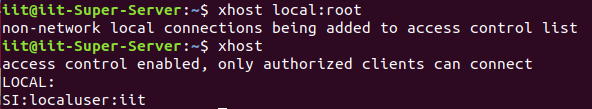 iit@iit-Super-Server:~$ xhost local:root
non-network local connections being added to access control list
iit@iit-Super-Server:~$ xhost
access control enabled, only authorized clients can connect
LOCAL:
SI:localuser:iit